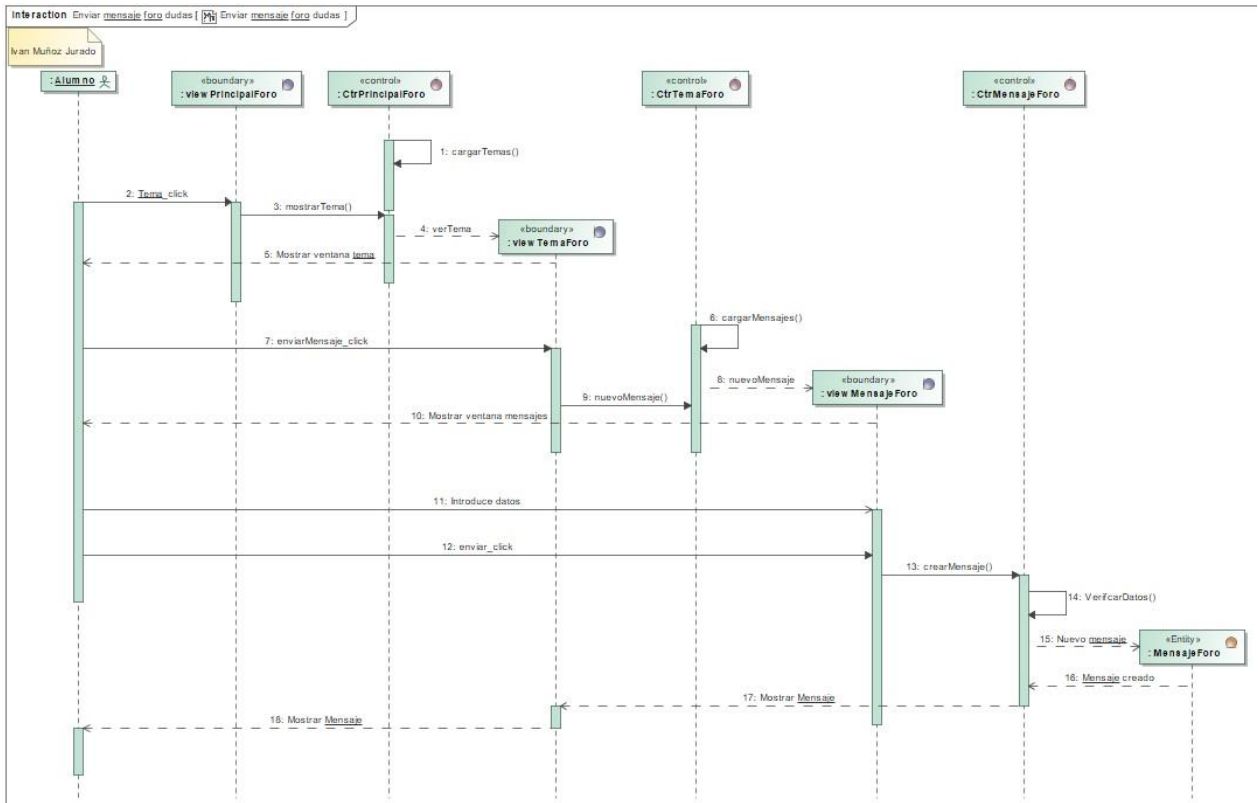 interaction Enviar mensaje foro dudas [ Enviar mensaje foro dudas ]
Ivan Muñoz Jurado
: Alumno
«boundary»
: view PrincipalForo
«control»
: CtrPrincipalForo
«control»
: CtrTemaForo
«control»
: CtrMensajeForo
1: cargarTemas()
2: Tema_click
3: mostrarTema()
4: verTema
«boundary»
: view TemaForo
5: Mostrar ventana tema
6: cargarMensajes()
7: enviarMensaje_click
8: nuevoMensaje
«boundary»
: view MensajeForo
9: nuevoMensaje()
10: Mostrar ventana mensajes
11: Introduce datos
12: enviar_click
13: crearMensaje()
14: VerifcarDatos()
15: Nuevo mensaje
«Entity»
: MensajeForo
16: Mensaje creado
17: Mostrar Mensaje
18: Mostrar Mensaje